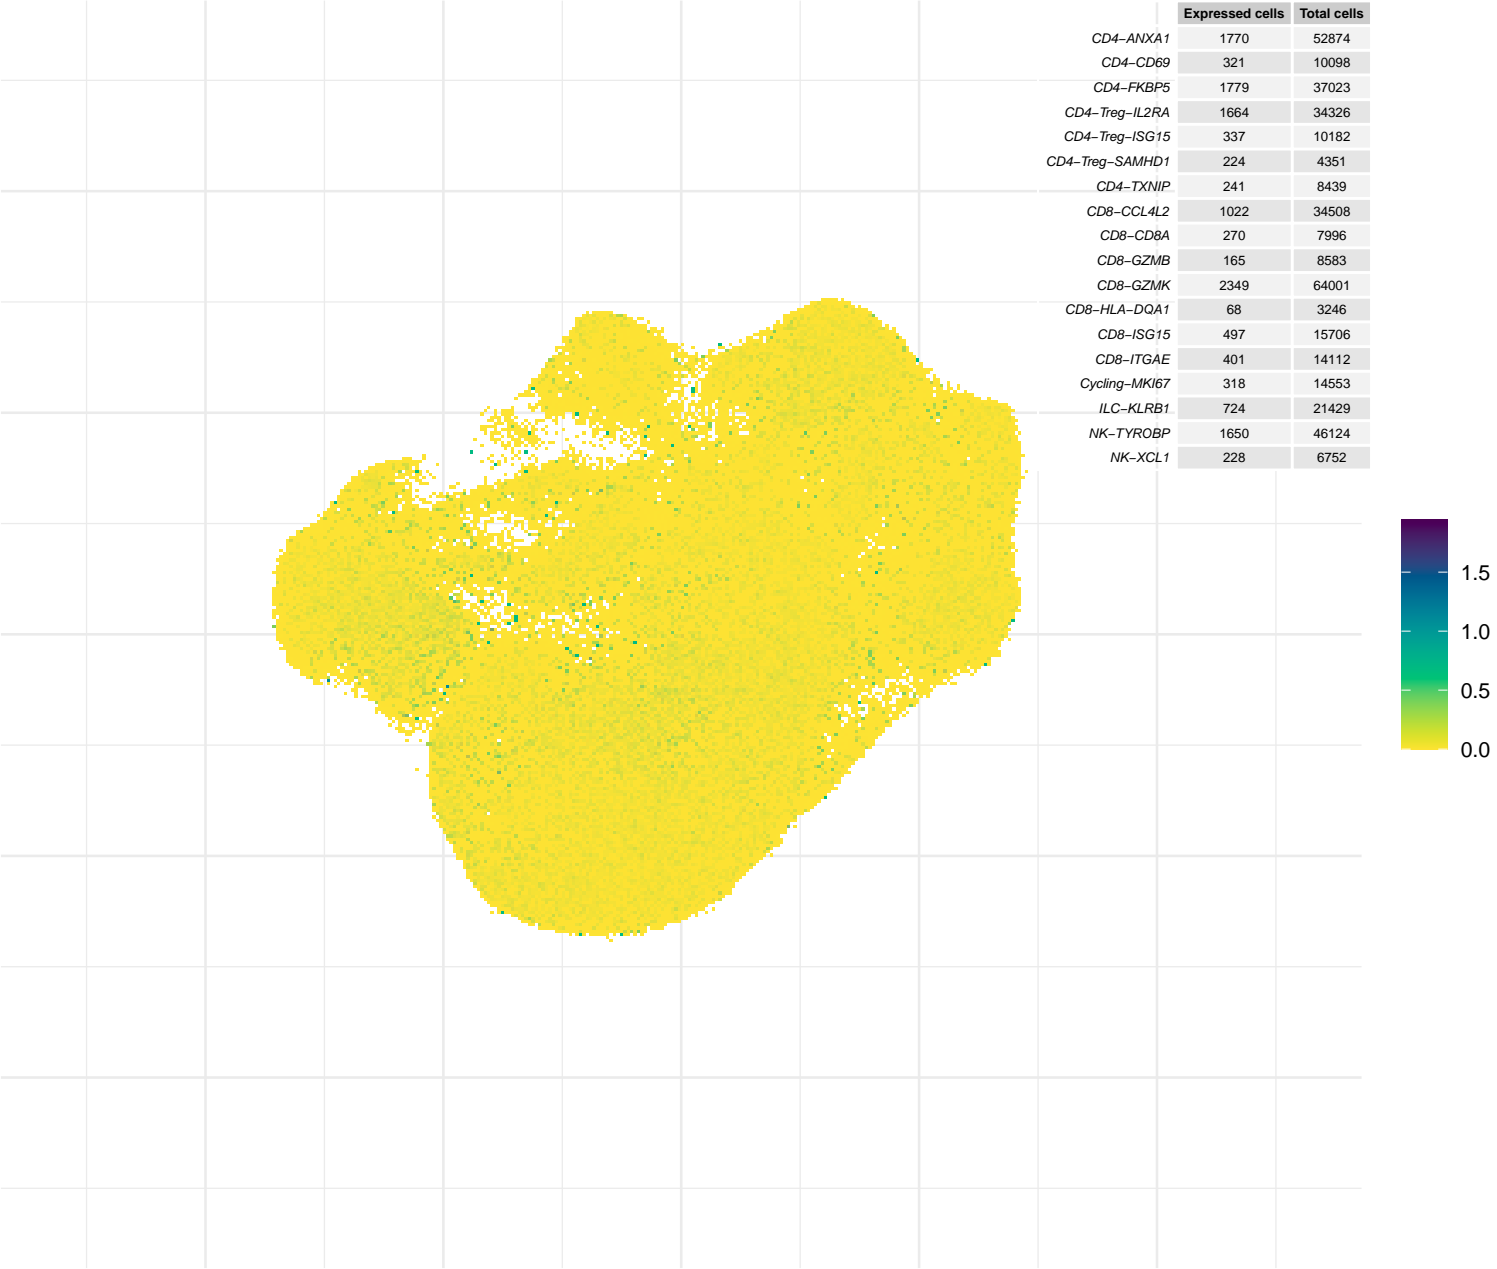 Expressed cells Total cells
CD4−ANXA1 1770 52874
CD4−CD69 321 10098
CD4−FKBP5 1779 37023
CD4−Treg−IL2RA 1664 34326
CD4−Treg−ISG15 337 10182
CD4−Treg−SAMHD1 224 4351
CD4−TXNIP 241 8439
CD8−CCL4L2 1022 34508
CD8−CD8A 270 7996
CD8−GZMB 165 8583
CD8−GZMK 2349 64001
CD8−HLA−DQA1 68 3246
CD8−ISG15 497 15706
CD8−ITGAE 401 14112
Cycling−MKI67 318 14553
ILC−KLRB1 724 21429
NK−TYROBP 1650 46124
NK−XCL1 228 6752
1.5
1.0
0.5
0.0